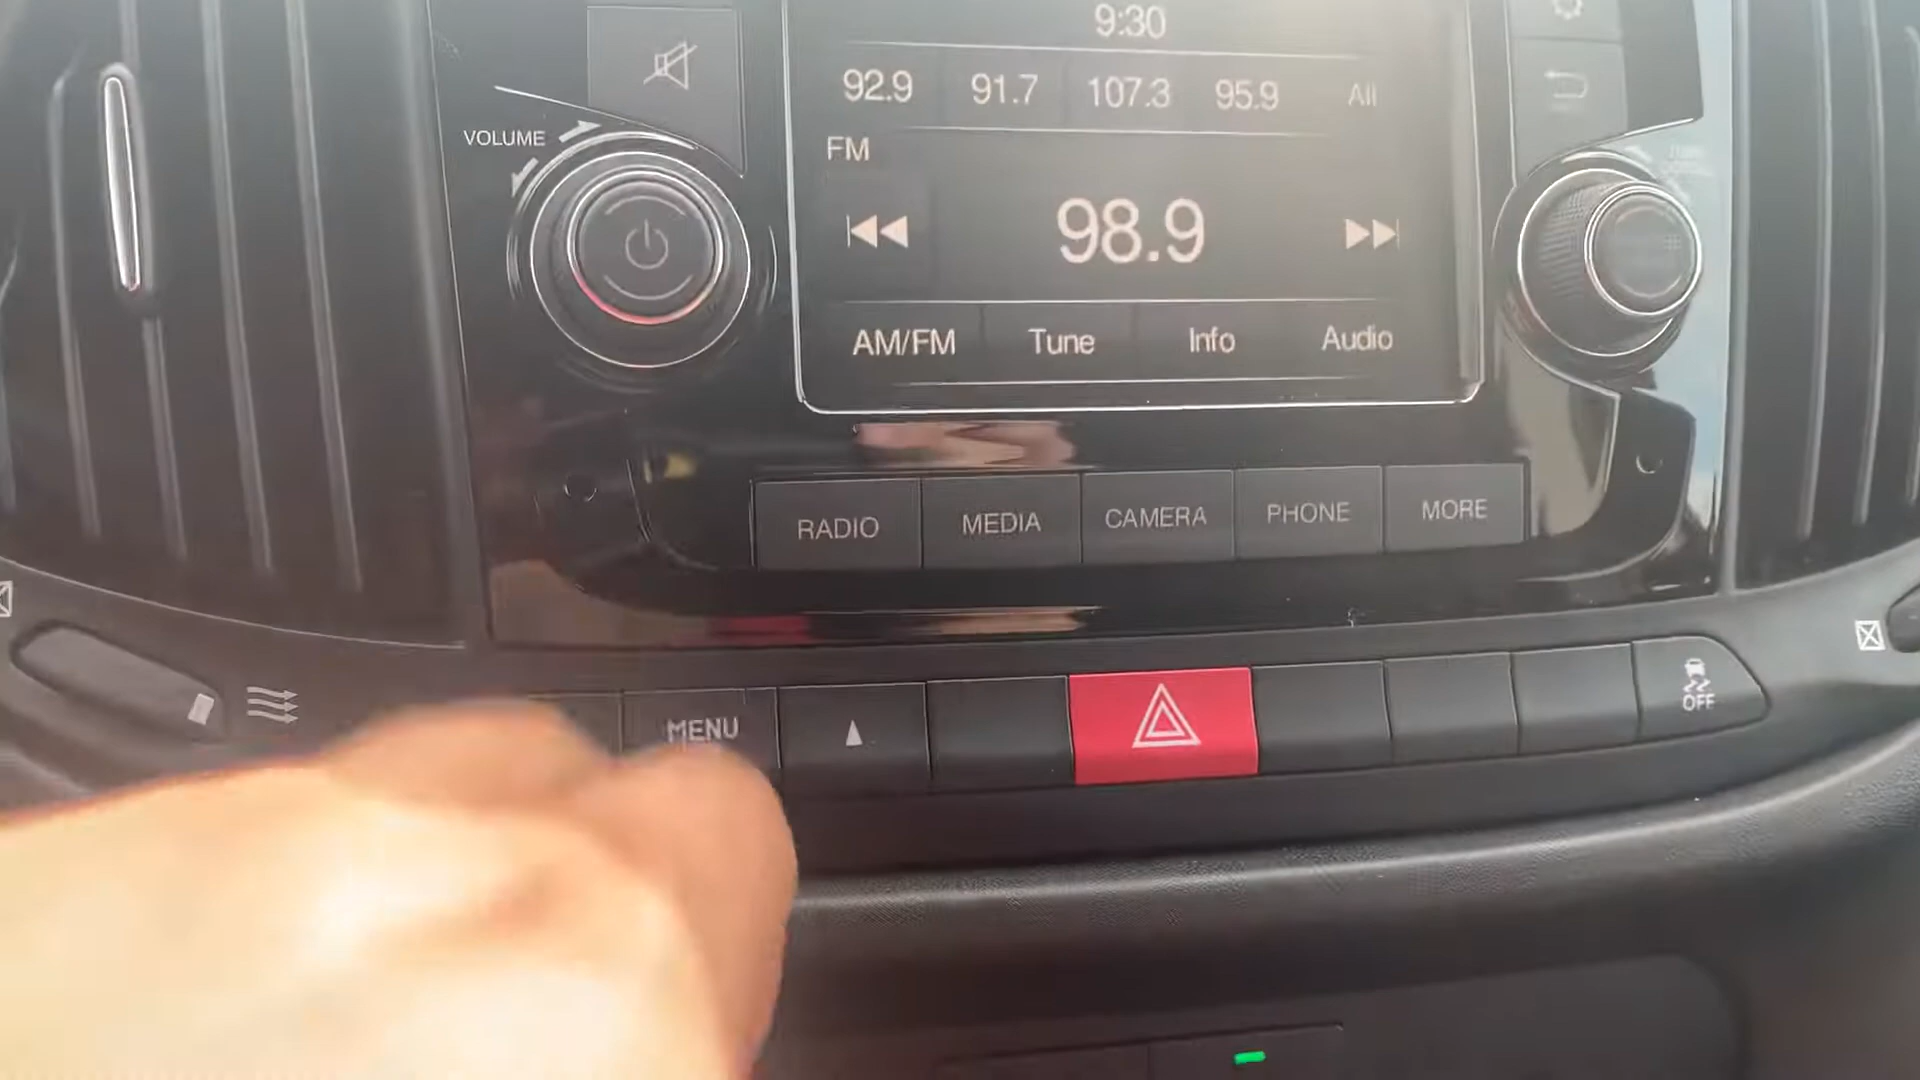 9:30
92.9 91.7 107.3 95.9 All
VOLUME
FM
98.9
AM/FM Tune Info Audio
RADIO MEDIA CAMERA PHONE MORE
MENU
OFF